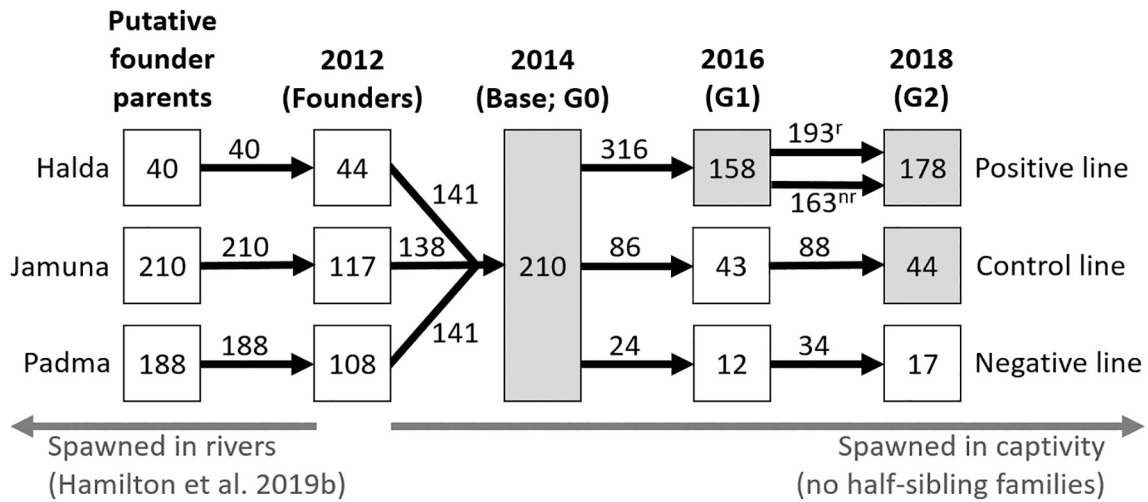 Putative founder parents
2012 (Founders)
2014 (Base; G0)
2016 (G1)
2018 (G2)
Halda
40
40
44
141
316
158
193r
163nr
178
Positive line
Jamuna
210
210
117
138
210
86
43
88
44
Control line
Padma
188
188
108
141
24
12
34
17
Negative line
Spawned in rivers
(Hamilton et al. 2019b)
Spawned in captivity
(no half-sibling families)